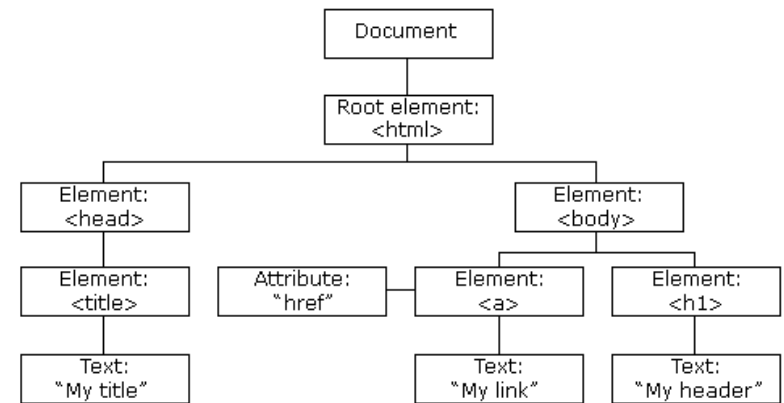 Document
Root element:
<html>
Element:
<head>
Element:
<body>
Element:
<title>
Attribute:
“href”
Element:
<a>
Element:
<h1>
Text:
“My title”
Text:
“My link”
Text:
“My header”